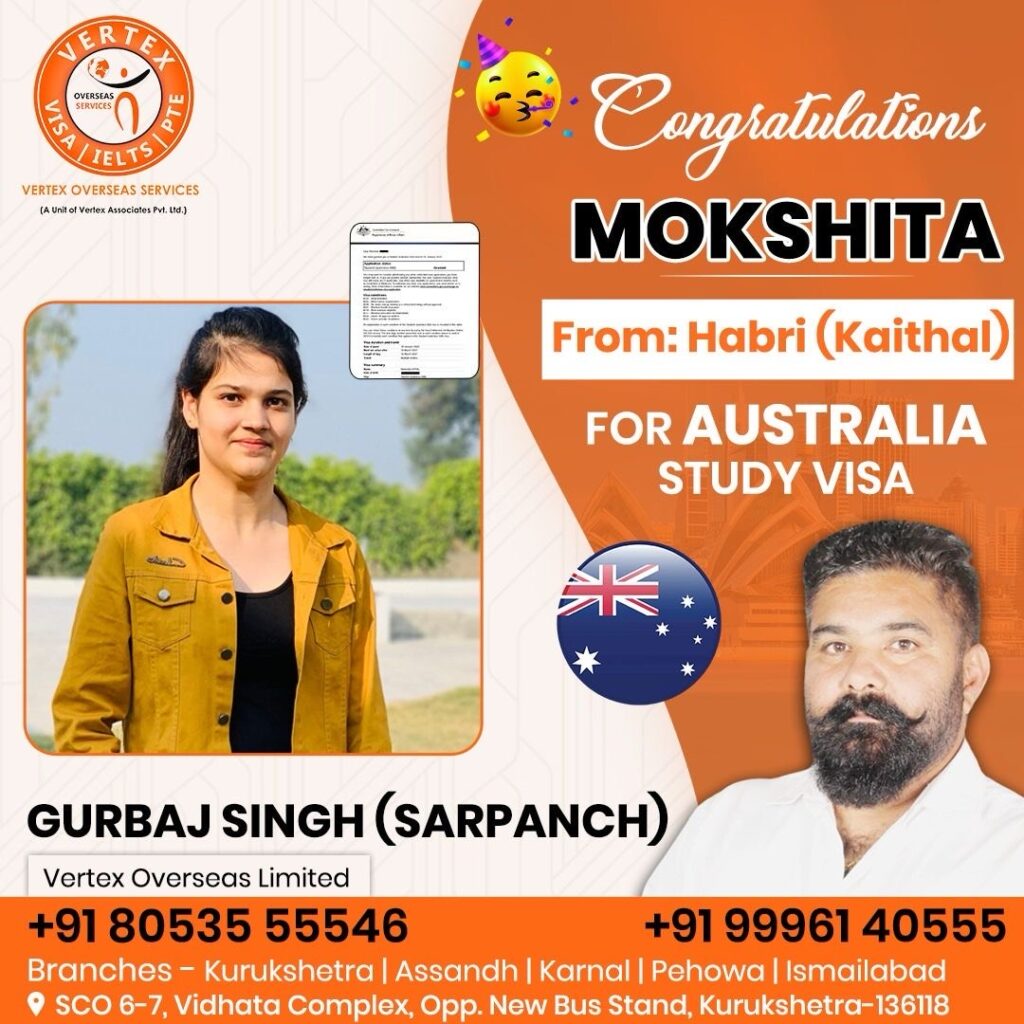 VERTEX
OVERSEAS
SERVICES
VISA | IELTS | PTE
VERTEX OVERSEAS SERVICES
(A Unit of Vertex Associates Pvt. Ltd.)
Congratulations
MOKSHITA
From: Habri (Kaithal)
FOR AUSTRALIA
STUDY VISA
GURBAJ SINGH (SARPANCH)
Vertex Overseas Limited
+91 80535 55546
+91 99961 40555
Branches – Kurukshetra | Assandh | Karnal | Pehowa | Ismailabad
SCO 6-7, Vidhata Complex, Opp. New Bus Stand, Kurukshetra-136118